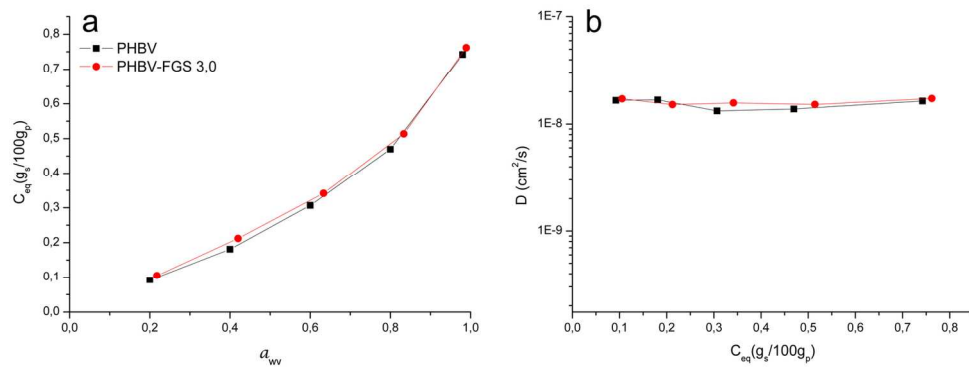 a
PHBV
PHBV-FGS 3,0
0,8
0,7
0,6
0,5
0,4
0,3
0,2
0,1
0,0
C_eq(g_s/100g_p)
0,0 0,2 0,4 0,6 0,8 1,0
a_wv
b
1E-7
1E-8
1E-9
D (cm²/s)
0,0 0,1 0,2 0,3 0,4 0,5 0,6 0,7 0,8
C_eq(g_s/100g_p)